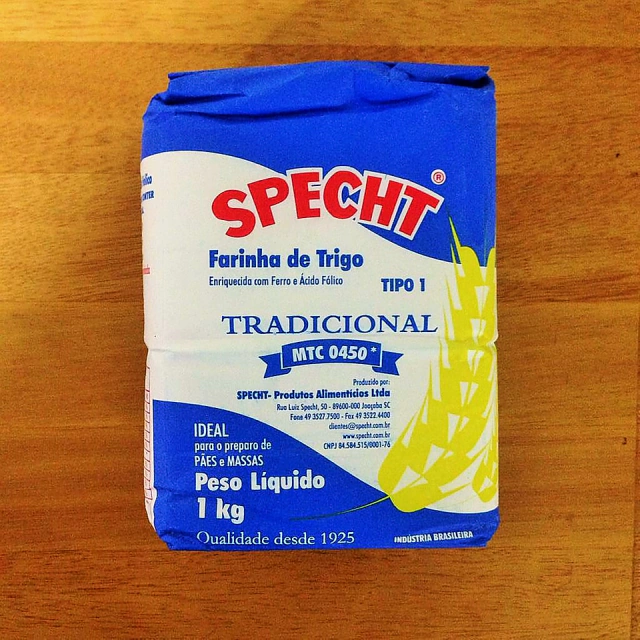 SPECHT®
Farinha de Trigo
Enriquecida com Ferro e Ácido Fólico
TIPO 1
TRADICIONAL
MTC 0450*
Produzido por:
SPECHT- Produtos Alimentícios Ltda
Rua Luiz Specht, 50 - 89600-000 Joaçaba SC
Fone 49 3527.7500 - Fax 49 3522.4400
clientes@specht.com.br
www.specht.com.br
CNPJ 84.584.515/0001-76
IDEAL
para o preparo de
PÃES e MASSAS
Peso Líquido
1 kg
Qualidade desde 1925
INDÚSTRIA BRASILEIRA